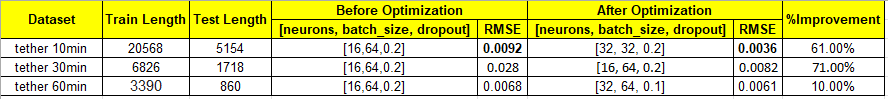 Dataset Train Length Test Length Before Optimization After Optimization %Improvement
[neurons, batch_size, dropout] RMSE [neurons, batch_size, dropout] RMSE
tether 10min 20568 5154 [16,64,0.2] 0.0092 [32, 32, 0.2] 0.0036 61.00%
tether 30min 6826 1718 [16,64,0.2] 0.028 [16, 64, 0.2] 0.0082 71.00%
tether 60min 3390 860 [16,64,0.2] 0.0068 [32, 64, 0.1] 0.0061 10.00%